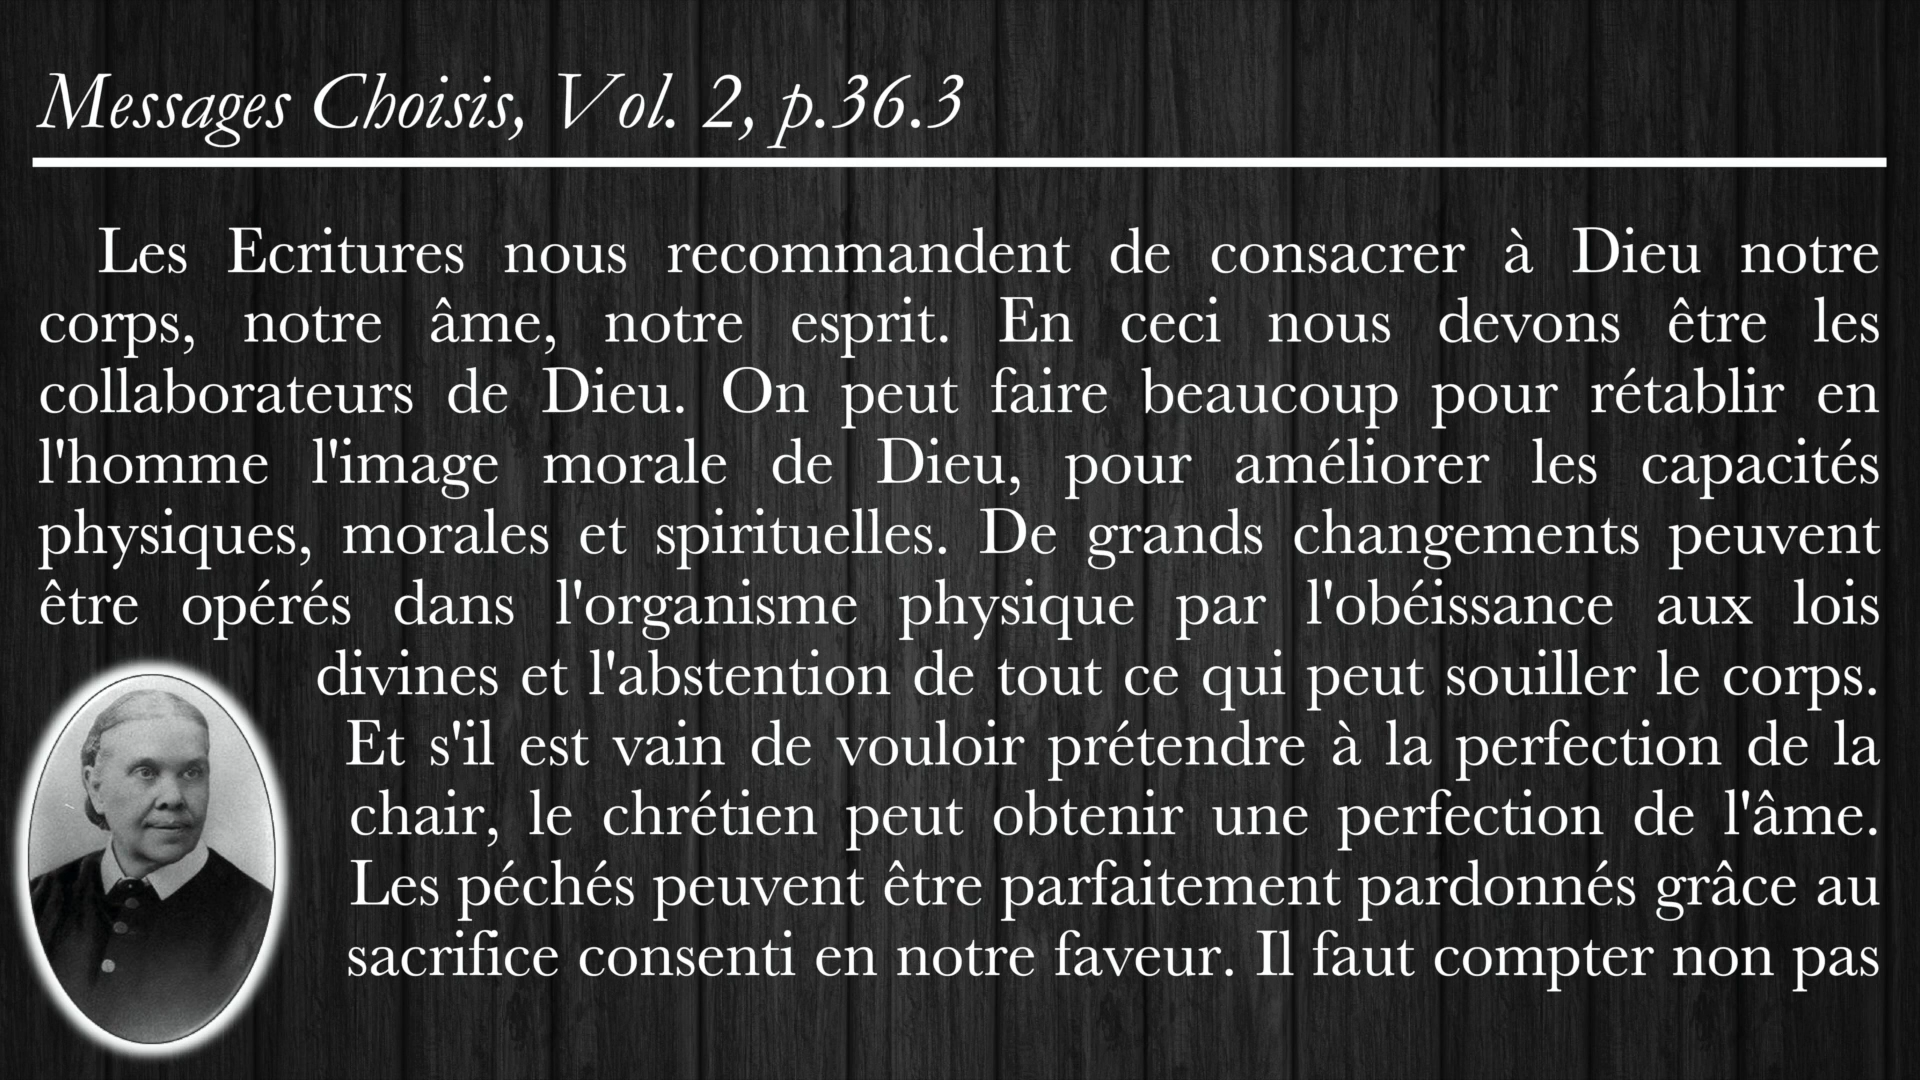 Messages Choisis, Vol. 2, p.36.3
Les Ecritures nous recommandent de consacrer à Dieu notre
corps, notre âme, notre esprit. En ceci nous devons être les
collaborateurs de Dieu. On peut faire beaucoup pour rétablir en
l'homme l'image morale de Dieu, pour améliorer les capacités
physiques, morales et spirituelles. De grands changements peuvent
être opérés dans l'organisme physique par l'obéissance aux lois
divines et l'abstention de tout ce qui peut souiller le corps.
Et s'il est vain de vouloir prétendre à la perfection de la
chair, le chrétien peut obtenir une perfection de l'âme.
Les péchés peuvent être parfaitement pardonnés grâce au
sacrifice consenti en notre faveur. Il faut compter non pas